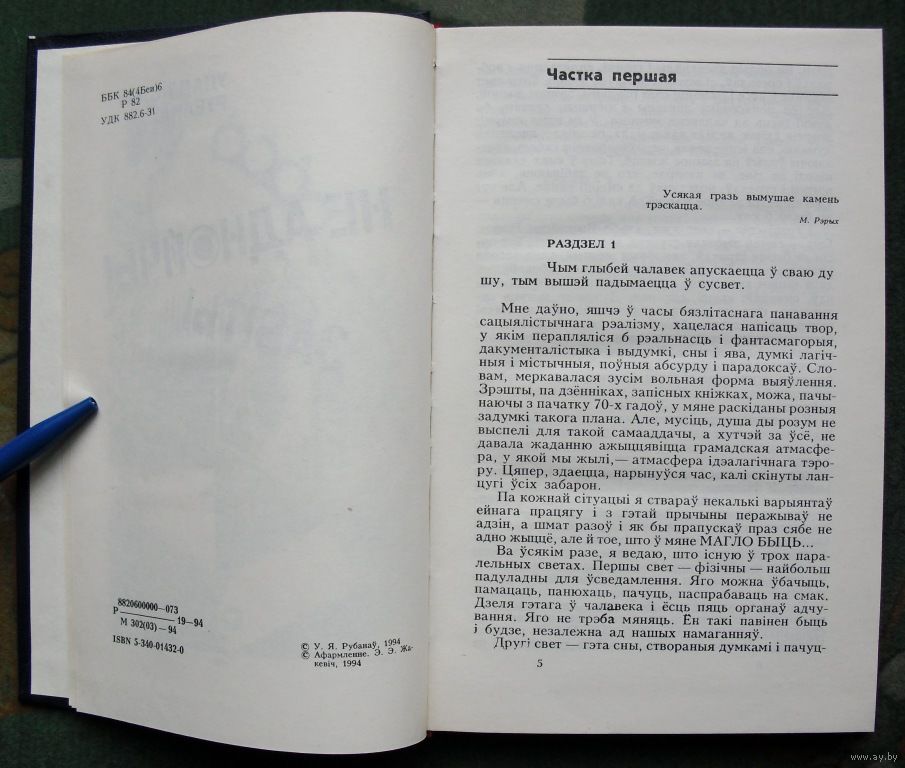 ББК 84(4Беи)6
Р 82
УДК 882.6-31
8820600000—073
Р 19—94
М 302(03)—94
ISBN 5-340-01432-0
© У. Я. Рубанаў, 1994
© Афармленне. Э. Э. Жа-
кевіч, 1994
Частка першая
Усякая гразь вымушае камень
трэскацца.
М. Рэрых
РАЗДЗЕЛ 1
Чым глыбей чалавек апускаецца ў сваю ду
шу, тым вышэй падымаецца ў сусвет.
Мне даўно, яшчэ ў часы бязлітаснага панавання
сацыялістычнага рэалізму, хацелася напісаць твор,
у якім перапляліся б рэальнасць і фантасмагорыя,
дакументалістыка і выдумкі, сны і ява, думкі лагіч-
ныя і містычныя, поўныя абсурду і парадоксаў. Сло-
вам, меркавалася зусім вольная форма выяўлення.
Зрэшты, па дзённіках, запісных кніжках, можа, пачы-
наючы з пачатку 70-х гадоў, у мяне раскіданы розныя
задумкі такога плана. Але, мусіць, душа ды розум не
выспелі для такой самааддачы, а хутчэй за ўсё, не
давала жаданню ажыццявіцца грамадская атмасфе-
ра, у якой мы жылі,— атмасфера ідэалагічнага тэро-
ру. Цяпер, здаецца, нарынуўся час, калі скінуты лан-
цугі ўсіх забарон.
Па кожнай сітуацыі я ствараў некалькі варыянтаў
ейнага працягу і з гэтай прычыны перажываў не
адзін, а шмат разоў і як бы прапускаў праз сябе не
адно жыццё, але й тое, што ў мяне МАГЛО БЫЦЬ...
Ва ўсякім разе, я ведаю, што існую ў трох пара-
лельных светах. Першы свет — фізічны — найбольш
падуладны для ўсведамлення. Яго можна ўбачыць,
памацаць, панюхаць, пачуць, паспрабаваць на смак.
Дзеля гэтага ў чалавека і ёсць пяць органаў адчу-
вання. Яго не трэба мяняць. Ён такі павінен быць
і будзе, незалежна ад нашых намаганняў.
Другі свет — гэта сны, створаныя думкамі і пачуц-
5
www.ay.by